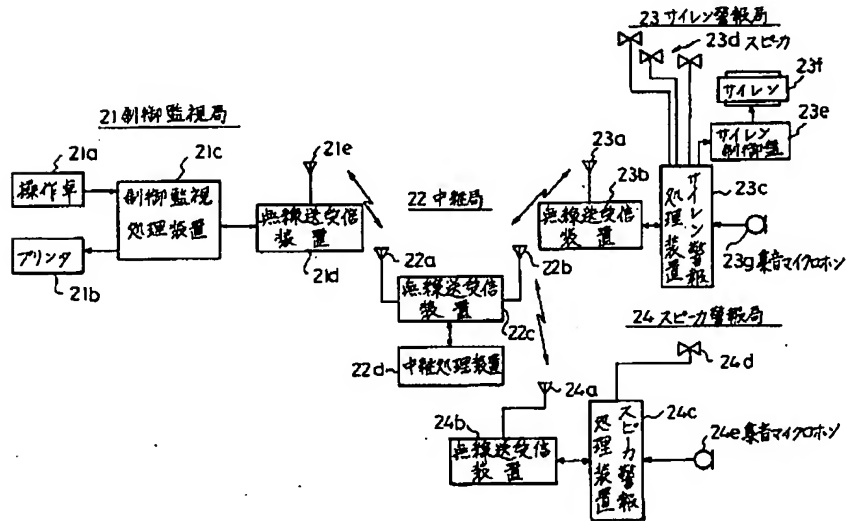 21 制御監視局
21a
操作卓
プリンタ
21b
21c
制御監視
処理装置
21e
無線送受信
装置
21d
22 中継局
22a
22b
無線送受信
装置
22c
22d
中継処理装置
23 サイレン警報局
23d スピーカ
23a
23b
無線送受信
装置
23c
サイレン警報
処理装置
23f
サイレン
23e
サイレン
制御盤
23g 集音マイクロホン
24 スピーカ警報局
24a
24b
無線送受信
装置
24c
スピーカ警報
処理装置
24d
24e 集音マイクロホン